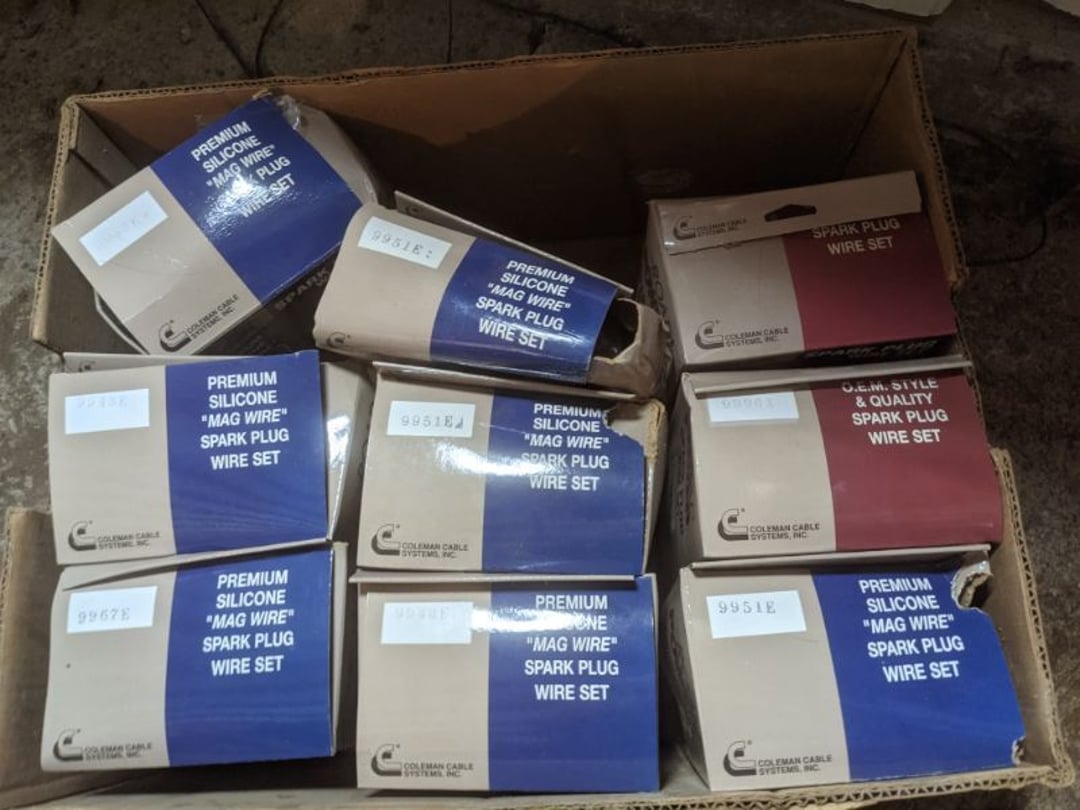 PREMIUM
SILICONE
"MAG WIRE"
PLUG
WIRE SET
COLEMAN CABLE
SYSTEMS, INC.
SPARK
9951E
PREMIUM
SILICONE
"MAG WIRE"
SPARK PLUG
WIRE SET
COLEMAN CABLE
SYSTEMS, INC.
SPARK PLUG
WIRE SET
COLEMAN CABLE
SYSTEMS, INC.
SPARK PLUG
PREMIUM
SILICONE
"MAG WIRE"
SPARK PLUG
WIRE SET
COLEMAN CABLE
SYSTEMS, INC.
9951E
PREMIUM
SILICONE
"MAG WIRE"
SPARK PLUG
WIRE SET
COLEMAN CABLE
SYSTEMS, INC.
O.E.M. STYLE
& QUALITY
SPARK PLUG
WIRE SET
COLEMAN CABLE
SYSTEMS, INC.
9967E
PREMIUM
SILICONE
"MAG WIRE"
SPARK PLUG
WIRE SET
COLEMAN CABLE
SYSTEMS, INC.
PREMIUM
"MAG WIRE"
SPARK PLUG
WIRE SET
COLEMAN CABLE
SYSTEMS, INC.
9951E
PREMIUM
SILICONE
"MAG WIRE"
SPARK PLUG
WIRE SET
COLEMAN CABLE
SYSTEMS, INC.